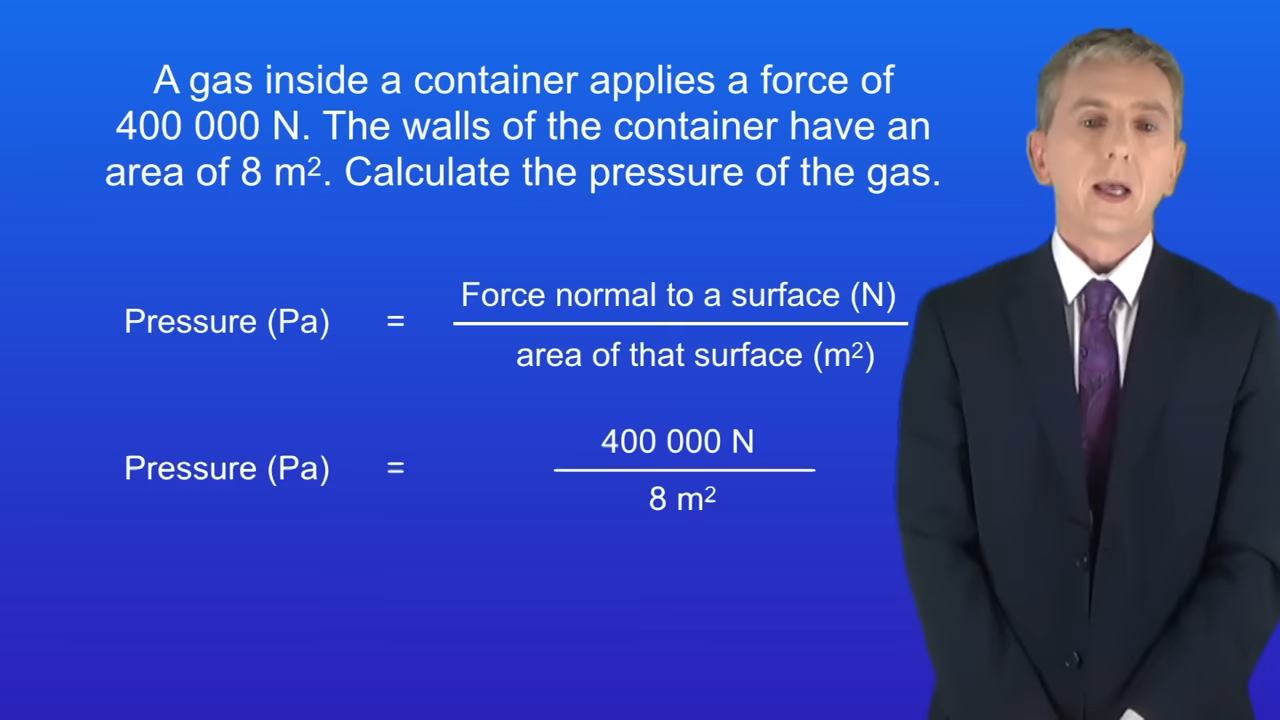 A gas inside a container applies a force of
400 000 N. The walls of the container have an
area of 8 m². Calculate the pressure of the gas.
Pressure (Pa) = Force normal to a surface (N)
area of that surface (m²)
Pressure (Pa) = 400 000 N
8 m²